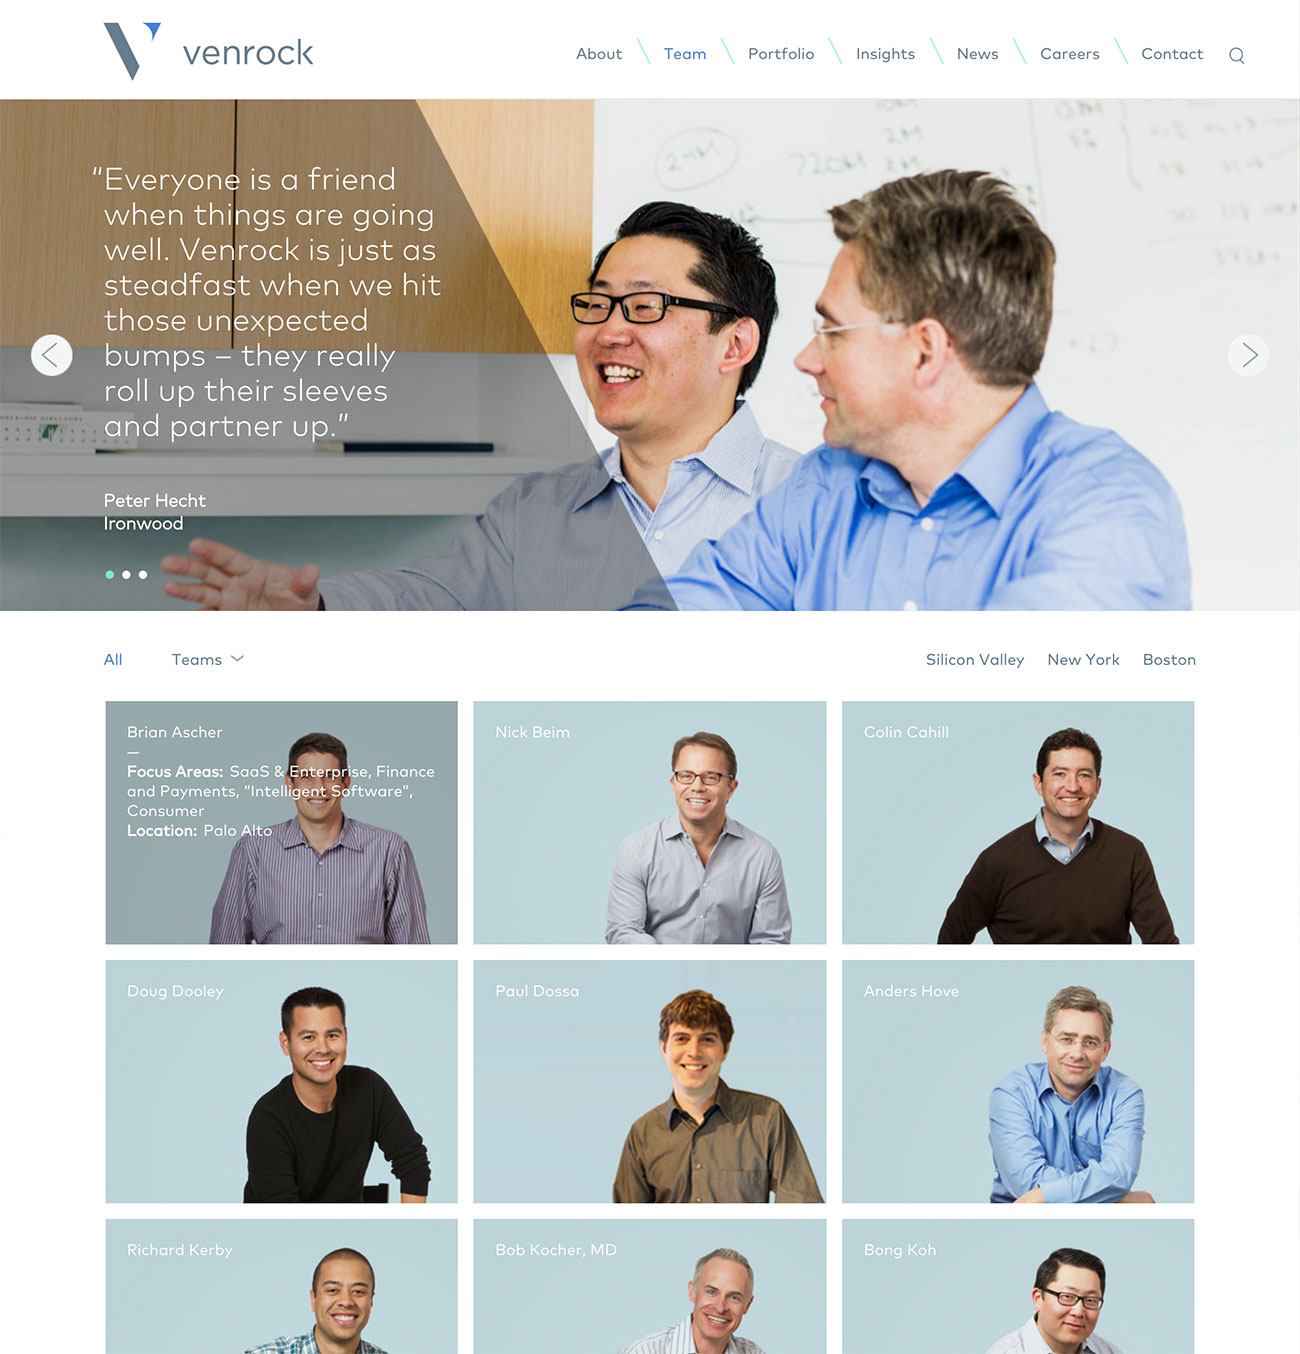 venrock
About
Team
Portfolio
Insights
News
Careers
Contact
“Everyone is a friend
when things are going
well. Venrock is just as
steadfast when we hit
those unexpected
bumps – they really
roll up their sleeves
and partner up.”
Peter Hecht
Ironwood
24M
720M
2M
All
Teams
Silicon Valley
New York
Boston
Brian Ascher
—
Focus Areas: SaaS & Enterprise, Finance
and Payments, “Intelligent Software”,
Consumer
Location: Palo Alto
Nick Beim
Colin Cahill
Doug Dooley
Paul Dossa
Anders Hove
Richard Kerby
Bob Kocher, MD
Bong Koh